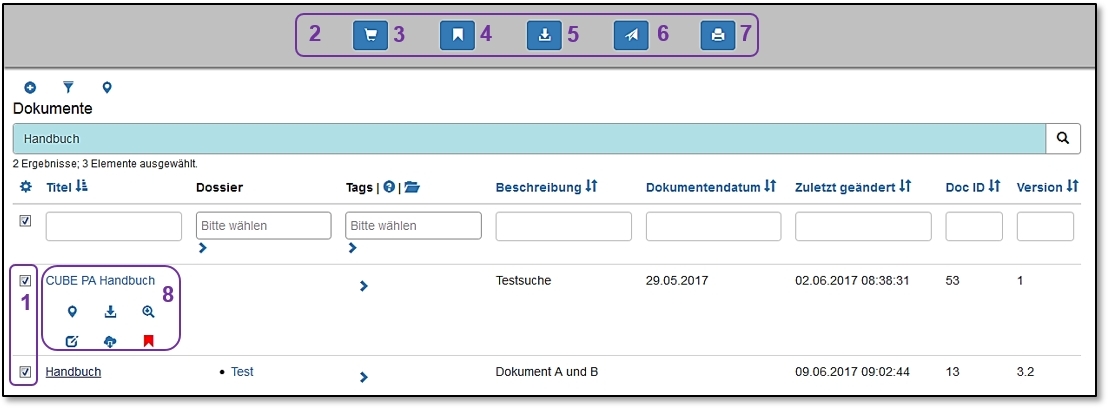 2 3 4 5 6 7
Dokumente
Handbuch
2 Ergebnisse; 3 Elemente ausgewählt.
Titel Dossier Tags | ? | Beschreibung Dokumentendatum Zuletzt geändert Doc ID Version
Bitte wählen Bitte wählen
1 CUBE PA Handbuch 8 Testsuche 29.05.2017 02.06.2017 08:38:31 53 1
Handbuch • Test Dokument A und B 09.06.2017 09:02:44 13 3.2